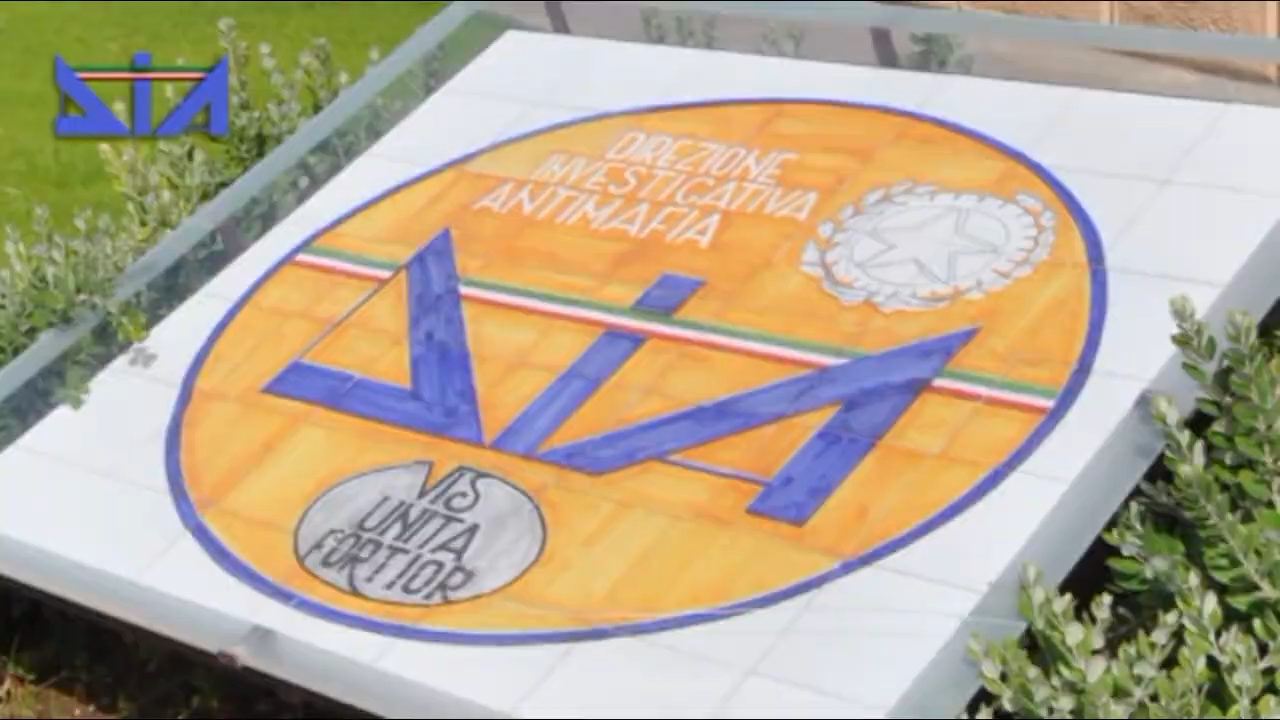 DIA
DIREZIONE
INVESTIGATIVA
ANTIMAFIA
DIA
VIS
UNITA
FORTIOR